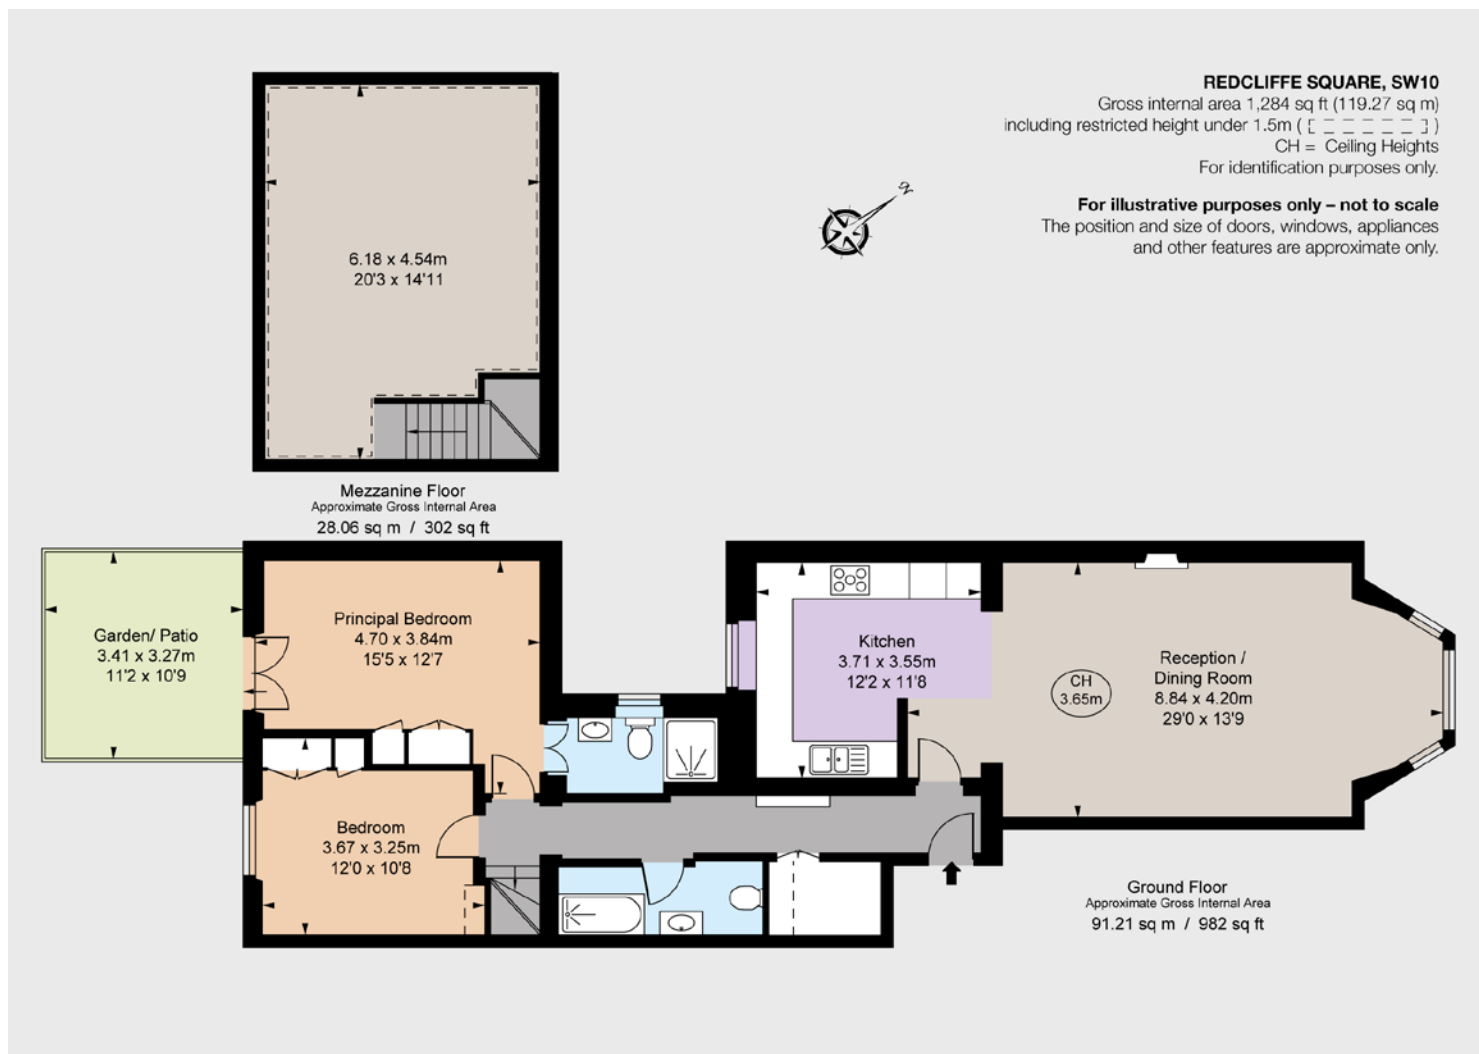 REDCLIFFE SQUARE, SW10
Gross internal area 1,284 sq ft (119.27 sq m)
including restricted height under 1.5m ( )
CH = Ceiling Heights
For identification purposes only.
For illustrative purposes only – not to scale
The position and size of doors, windows, appliances
and other features are approximate only.
N
6.18 x 4.54m
20'3 x 14'11
Mezzanine Floor
Approximate Gross Internal Area
28.06 sq m / 302 sq ft
Garden/ Patio
3.41 x 3.27m
11'2 x 10'9
Principal Bedroom
4.70 x 3.84m
15'5 x 12'7
Kitchen
3.71 x 3.55m
12'2 x 11'8
CH
3.65m
Reception /
Dining Room
8.84 x 4.20m
29'0 x 13'9
Bedroom
3.67 x 3.25m
12'0 x 10'8
Ground Floor
Approximate Gross Internal Area
91.21 sq m / 982 sq ft